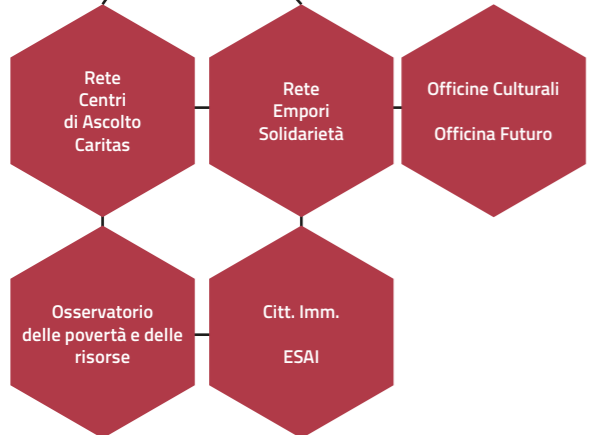 Rete
Centri
di Ascolto
Caritas
Rete
Empori
Solidarietà
Officine Culturali
Officina Futuro
Osservatorio
delle povertà e delle
risorse
Citt. Imm.
ESAI